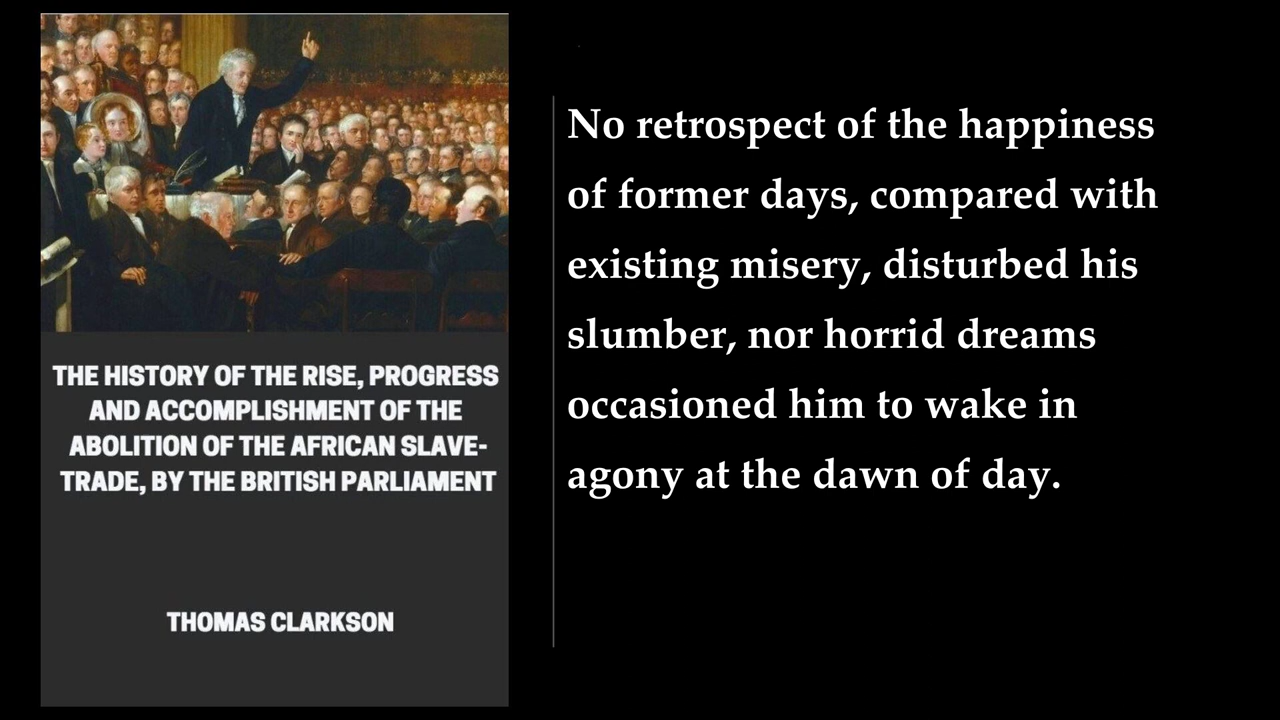 THE HISTORY OF THE RISE, PROGRESS
AND ACCOMPLISHMENT OF THE
ABOLITION OF THE AFRICAN SLAVE-
TRADE, BY THE BRITISH PARLIAMENT
THOMAS CLARKSON
No retrospect of the happiness
of former days, compared with
existing misery, disturbed his
slumber, nor horrid dreams
occasioned him to wake in
agony at the dawn of day.